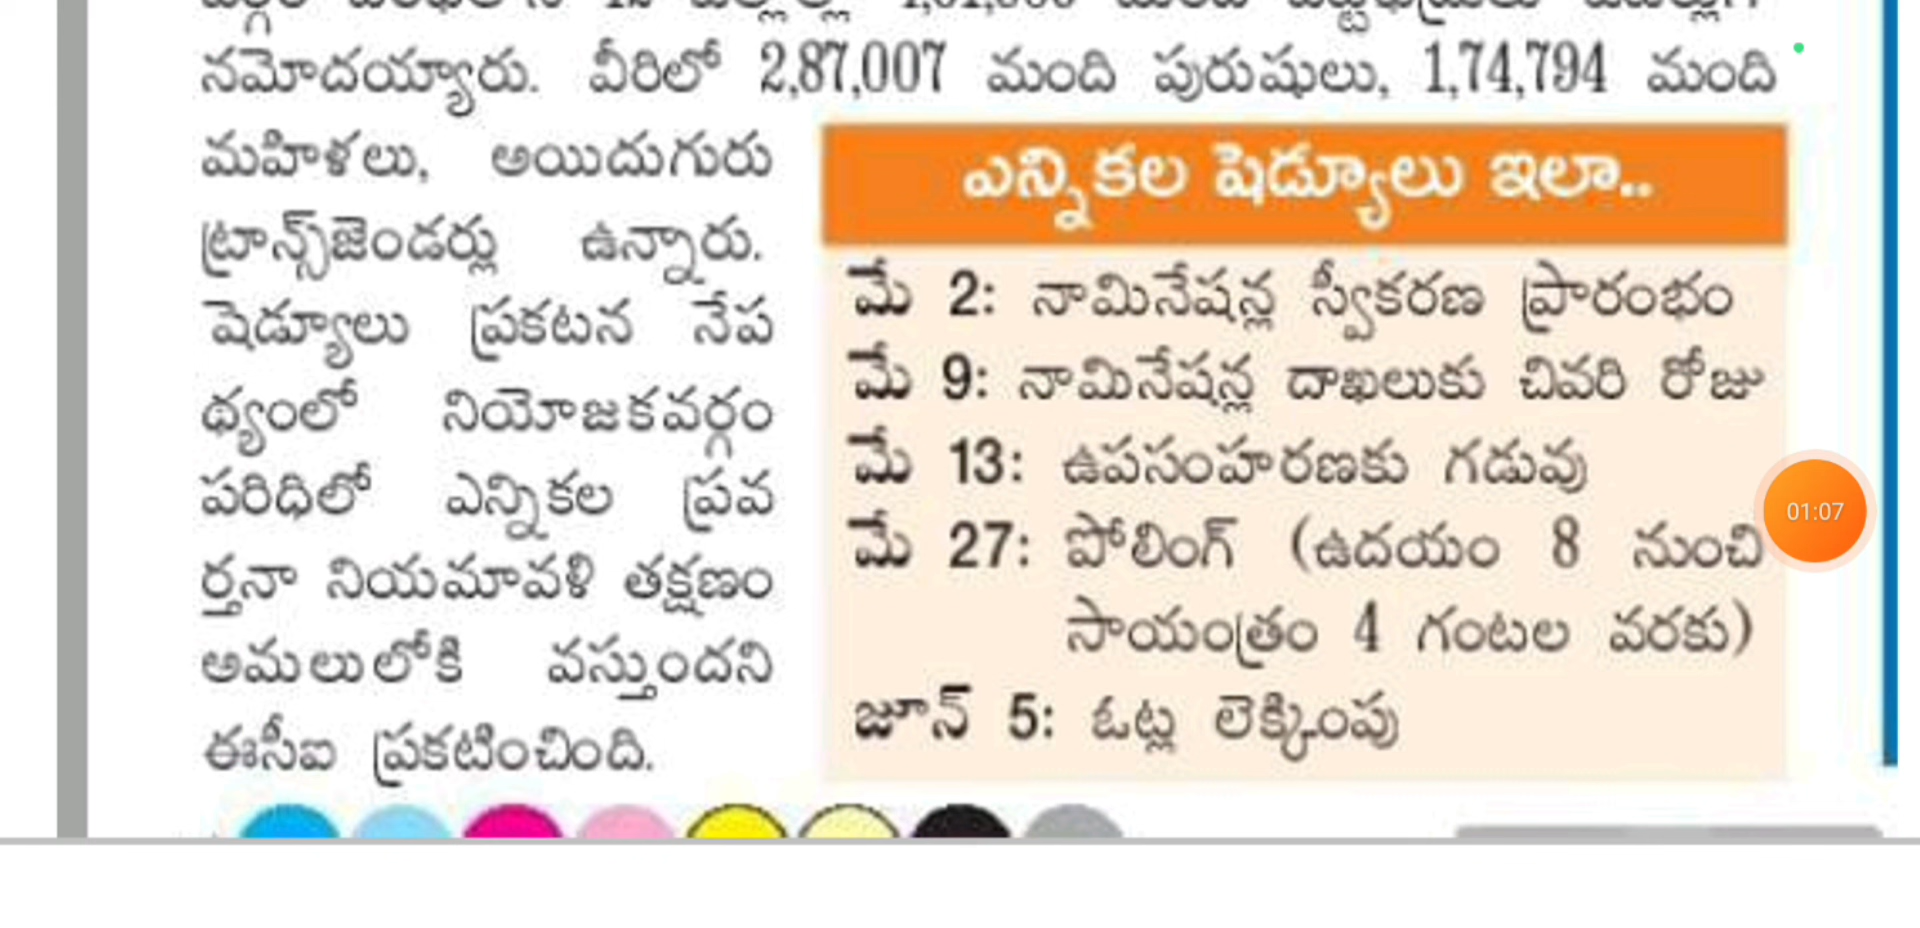 నమోదయ్యారు. వీరిలో 2,87,007 మంది పురుషులు, 1,74,794 మంది
మహిళలు, అయిదుగురు
ట్రాన్స్‌జెండర్లు ఉన్నారు.
షెడ్యూలు ప్రకటన నేప
థ్యంలో నియోజకవర్గం
పరిధిలో ఎన్నికల ప్రవ
ర్తనా నియమావళి తక్షణం
అమలులోకి వస్తుందని
ఈసీఐ ప్రకటించింది.
ఎన్నికల షెడ్యూలు ఇలా..
మే 2: నామినేషన్ల స్వీకరణ ప్రారంభం
మే 9: నామినేషన్ల దాఖలుకు చివరి రోజు
మే 13: ఉపసంహరణకు గడువు
మే 27: పోలింగ్ (ఉదయం 8 నుంచి
సాయంత్రం 4 గంటల వరకు)
జూన్ 5: ఓట్ల లెక్కింపు
01:07